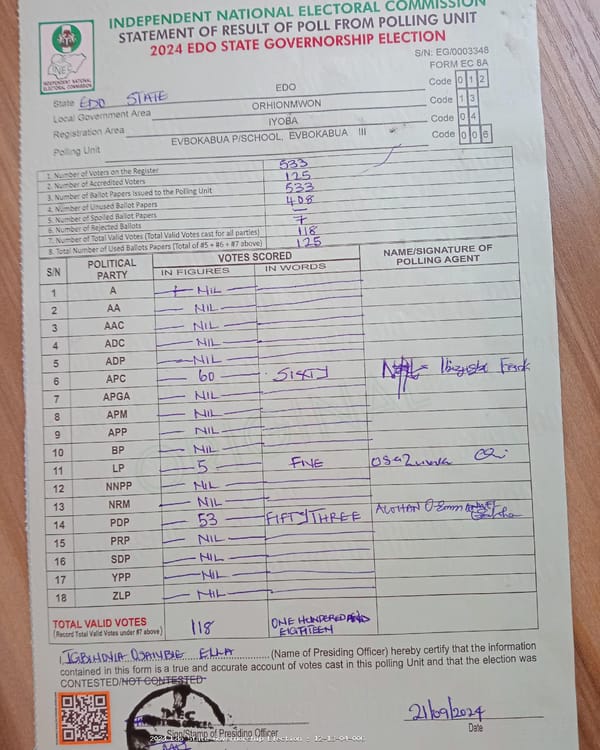 INDEPENDENT NATIONAL ELECTORAL COMMISSION
STATEMENT OF RESULT OF POLL FROM POLLING UNIT
2024 EDO STATE GOVERNORSHIP ELECTION
INDEPENDENT NATIONAL
ELECTORAL COMMISSION
S/N: EG/0003348
FORM EC 8A
State EDO STATE EDO Code 0 1 2
Local Government Area ORHIONMWON Code 1 3
Registration Area IYOBA Code 0 4
Polling Unit EVBOKABUA P/SCHOOL, EVBOKABUA III Code 0 0 6
1. Number of Voters on the Register 533
2. Number of Accredited Voters 125
3. Number of Ballot Papers Issued to the Polling Unit 533
4. Number of Unused Ballot Papers 408
5. Number of Spoiled Ballot Papers —
6. Number of Rejected Ballots 7
7. Number of Total Valid Votes (Total Valid Votes cast for all parties) 118
8. Total Number of Used Ballots Papers (Total of #5 + #6 + #7 above) 125
S/N POLITICAL PARTY VOTES SCORED NAME/SIGNATURE OF POLLING AGENT
IN FIGURES IN WORDS
1 A NIL
2 AA NIL
3 AAC NIL
4 ADC NIL
5 ADP NIL
6 APC 60 SIXTY
7 APGA NIL
8 APM NIL
9 APP NIL
10 BP NIL
11 LP 5 FIVE OSAZUWA
12 NNPP NIL
13 NRM NIL
14 PDP 53 FIFTY THREE
15 PRP NIL
16 SDP NIL
17 YPP NIL
18 ZLP NIL
TOTAL VALID VOTES 118 ONE HUNDERED AND EIGHTEEN
(Record Total Valid Votes under #7 above)
I, IGBINOVIA OSAIMBIE ELLA (Name of Presiding Officer) hereby certify that the information
contained in this form is a true and accurate account of votes cast in this polling Unit and that the election was
CONTESTED/NOT CONTESTED
Sign/Stamp of Presiding Officer
21/09/2024
Date